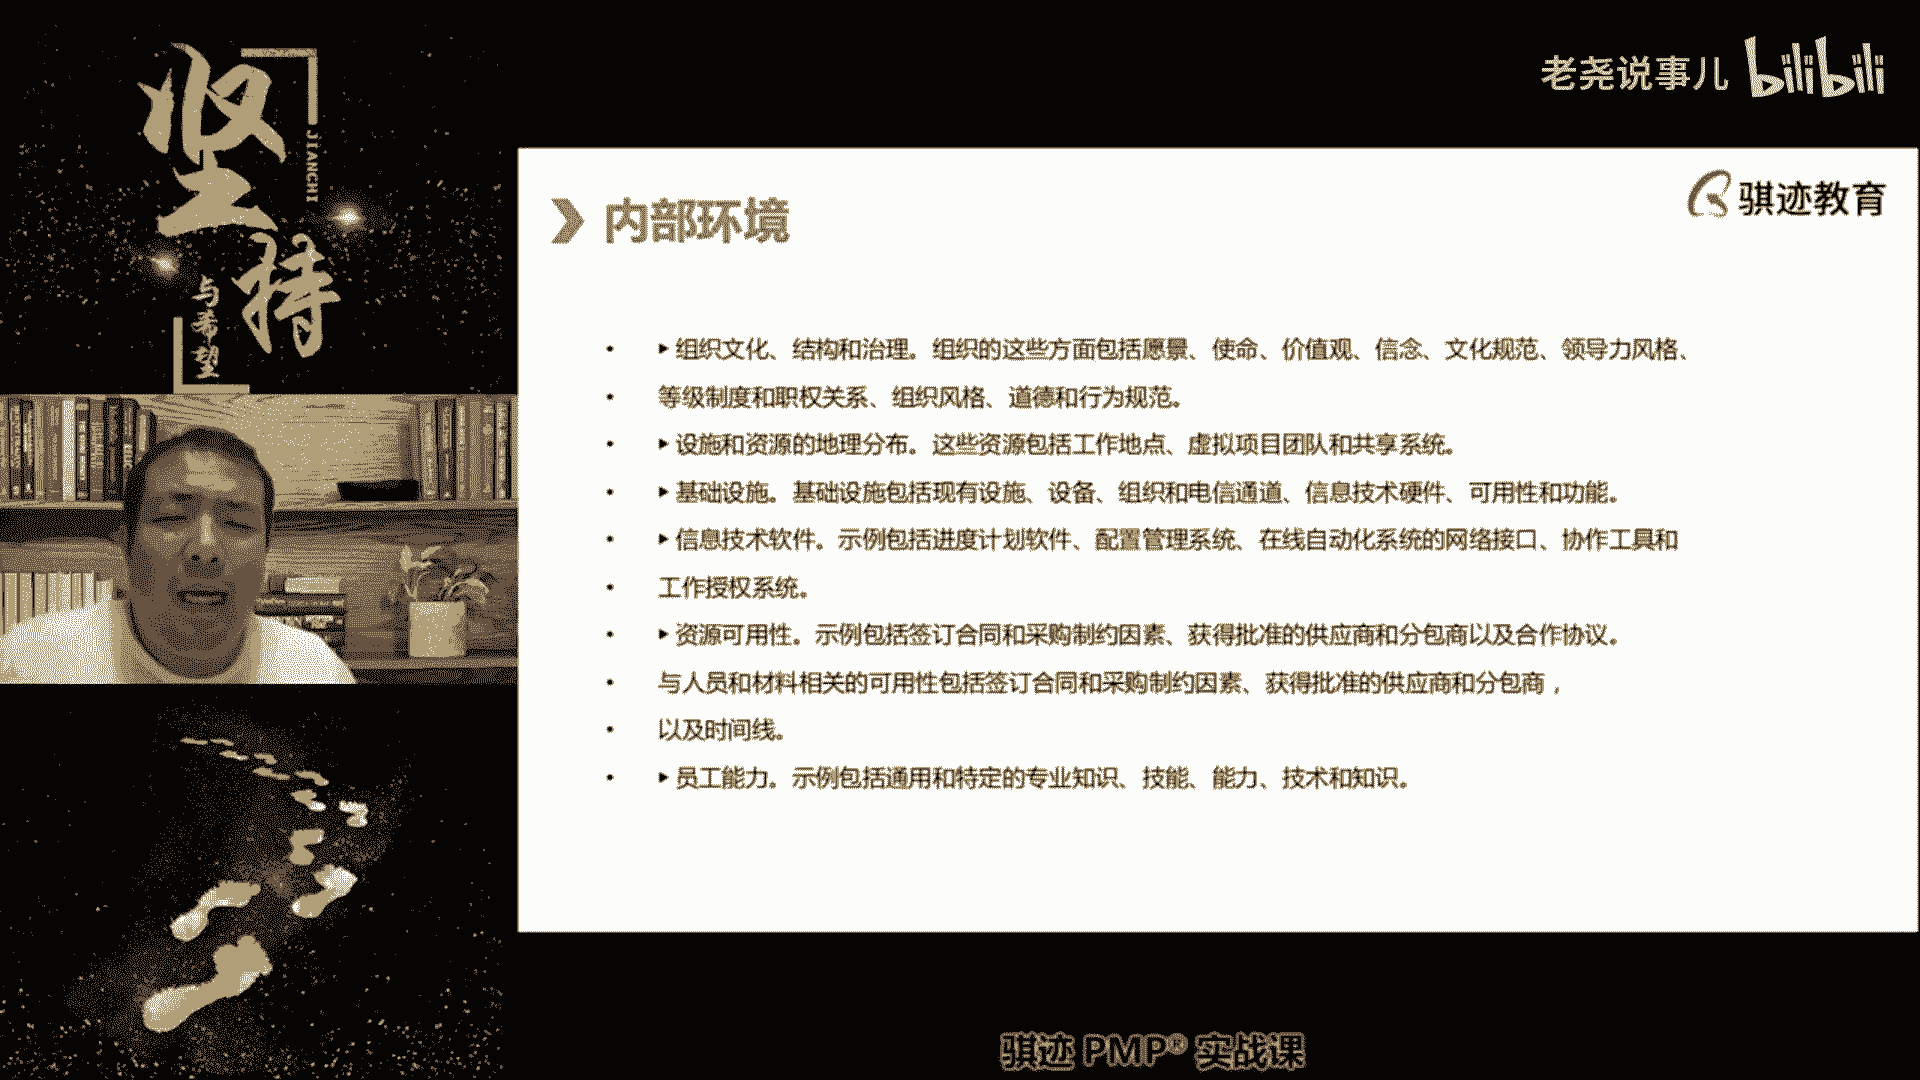 坚持
JIANCHI
与希望
老尧说事儿 bilibili
骐迹教育
内部环境
• ▶ 组织文化、结构和治理。组织的这些方面包括愿景、使命、价值观、信念、文化规范、领导力风格、
• 等级制度和职权关系、组织风格、道德和行为规范。
• ▶ 设施和资源的地理分布。这些资源包括工作地点、虚拟项目团队和共享系统。
• ▶ 基础设施。基础设施包括现有设施、设备、组织和电信通道、信息技术硬件、可用性和功能。
• ▶ 信息技术软件。示例包括进度计划软件、配置管理系统、在线自动化系统的网络接口、协作工具和
• 工作授权系统。
• ▶ 资源可用性。示例包括签订合同和采购制约因素、获得批准的供应商和分包商以及合作协议。
• 与人员和材料相关的可用性包括签订合同和采购制约因素、获得批准的供应商和分包商，
• 以及时间线。
• ▶ 员工能力。示例包括通用和特定的专业知识、技能、能力、技术和知识。
骐迹 PMP® 实战课